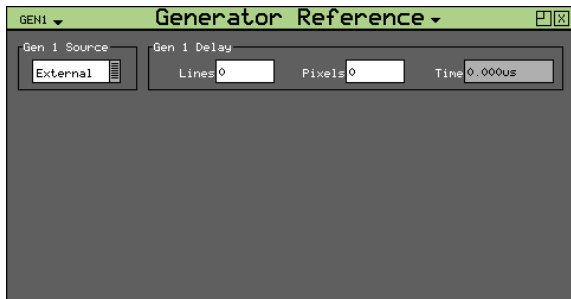 GEN1 Generator Reference
Gen 1 Source Gen 1 Delay
External Lines 0 Pixels 0 Time 0.000us